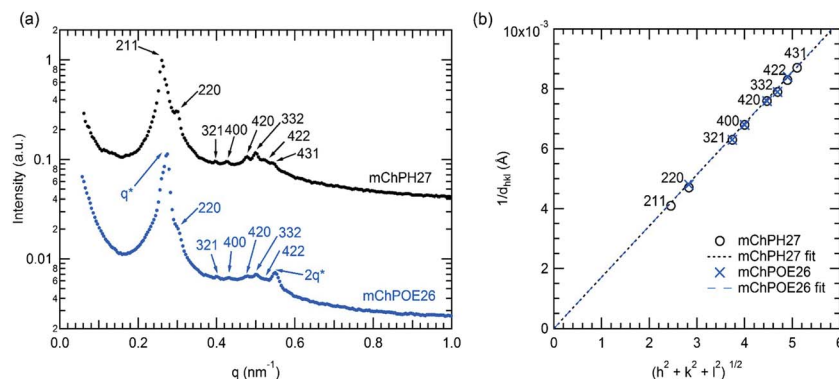 (a)
2
1
6
4
2
0.1
6
4
2
0.01
6
4
2
Intensity (a.u.)
211
220
321 400 420 332
422
431
mChPH27
q*
220
321 400 420 332
422
2q*
mChPOE26
0.0 0.2 0.4 0.6 0.8 1.0
q (nm⁻¹)
(b)
10x10⁻³
8
6
4
2
0
1/d_hkl (Å)
431
422
332
420
400
321
220
211
mChPH27
mChPH27 fit
mChPOE26
mChPOE26 fit
0 1 2 3 4 5 6
(h² + k² + l²) ¹/²